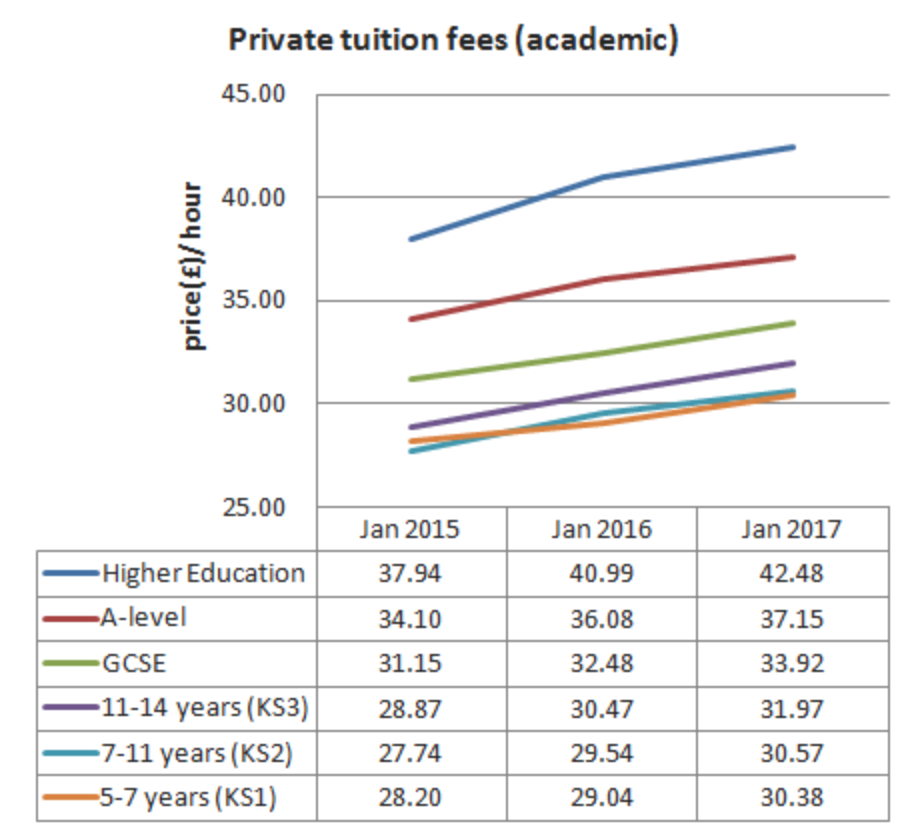 Private tuition fees (academic)
45.00
40.00
35.00
30.00
25.00
price(£)/ hour
Jan 2015 Jan 2016 Jan 2017
Higher Education 37.94 40.99 42.48
A-level 34.10 36.08 37.15
GCSE 31.15 32.48 33.92
11-14 years (KS3) 28.87 30.47 31.97
7-11 years (KS2) 27.74 29.54 30.57
5-7 years (KS1) 28.20 29.04 30.38